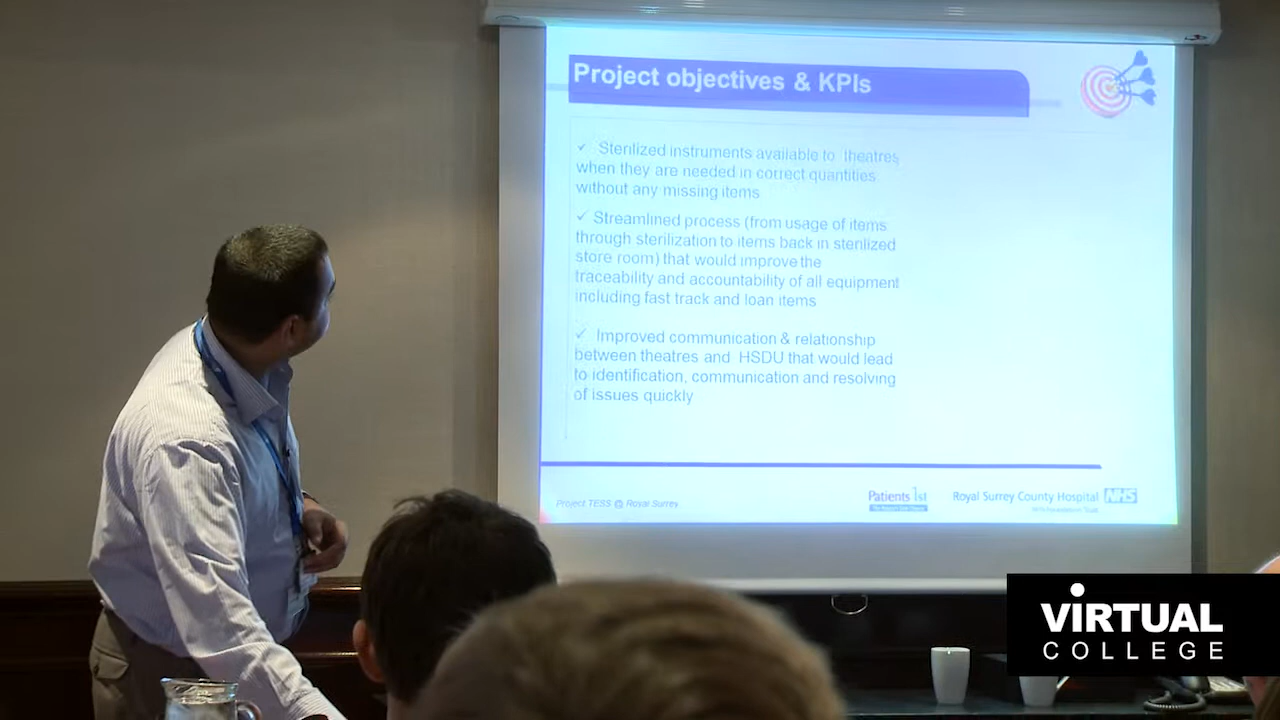 Project objectives & KPIs
✓ Sterilized instruments available to theatres
when they are needed in correct quantities
without any missing items
✓ Streamlined process (from usage of items
through sterilization to items back in sterilized
store room) that would improve the
traceability and accountability of all equipment
including fast track and loan items
✓ Improved communication & relationship
between theatres and HSDU that would lead
to identification, communication and resolving
of issues quickly
Project TESS @ Royal Surrey
Patients 1st
Royal Surrey County Hospital NHS
NHS Foundation Trust
VIRTUAL
COLLEGE